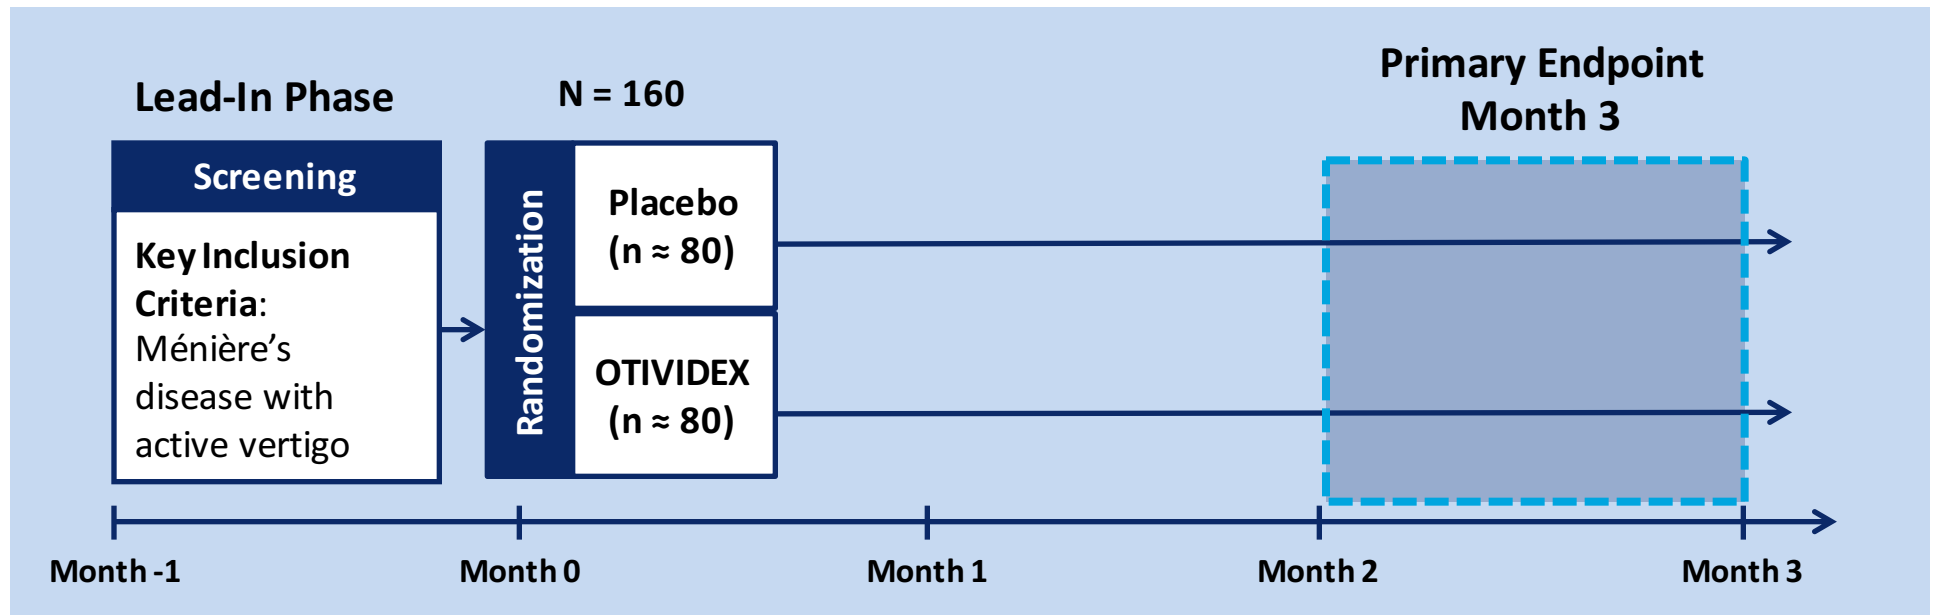 Lead-In Phase
Screening
Key Inclusion
Criteria:
Ménière’s
disease with
active vertigo
N = 160
Randomization
Placebo
(n ≈ 80)
OTIVIDEX
(n ≈ 80)
Primary Endpoint
Month 3
Month -1
Month 0
Month 1
Month 2
Month 3